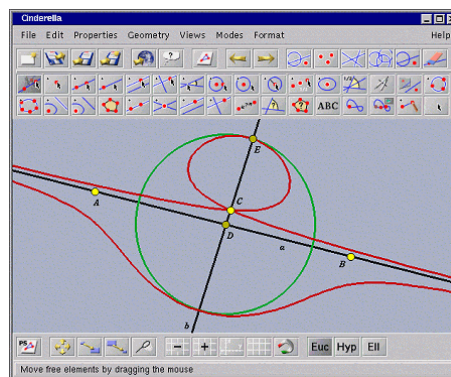 Cinderella
File Edit Properties Geometry Views Modes Format Help
ABC
E
C
A
D
a
B
b
PS
Euc Hyp Ell
Move free elements by dragging the mouse